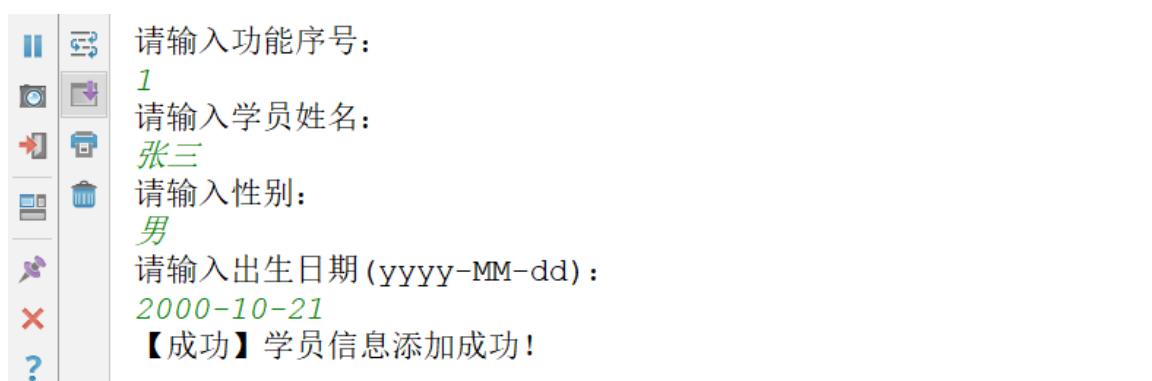 请输入功能序号：
1
请输入学员姓名：
张三
请输入性别：
男
请输入出生日期(yyyy-MM-dd)：
2000-10-21
【成功】学员信息添加成功！
?